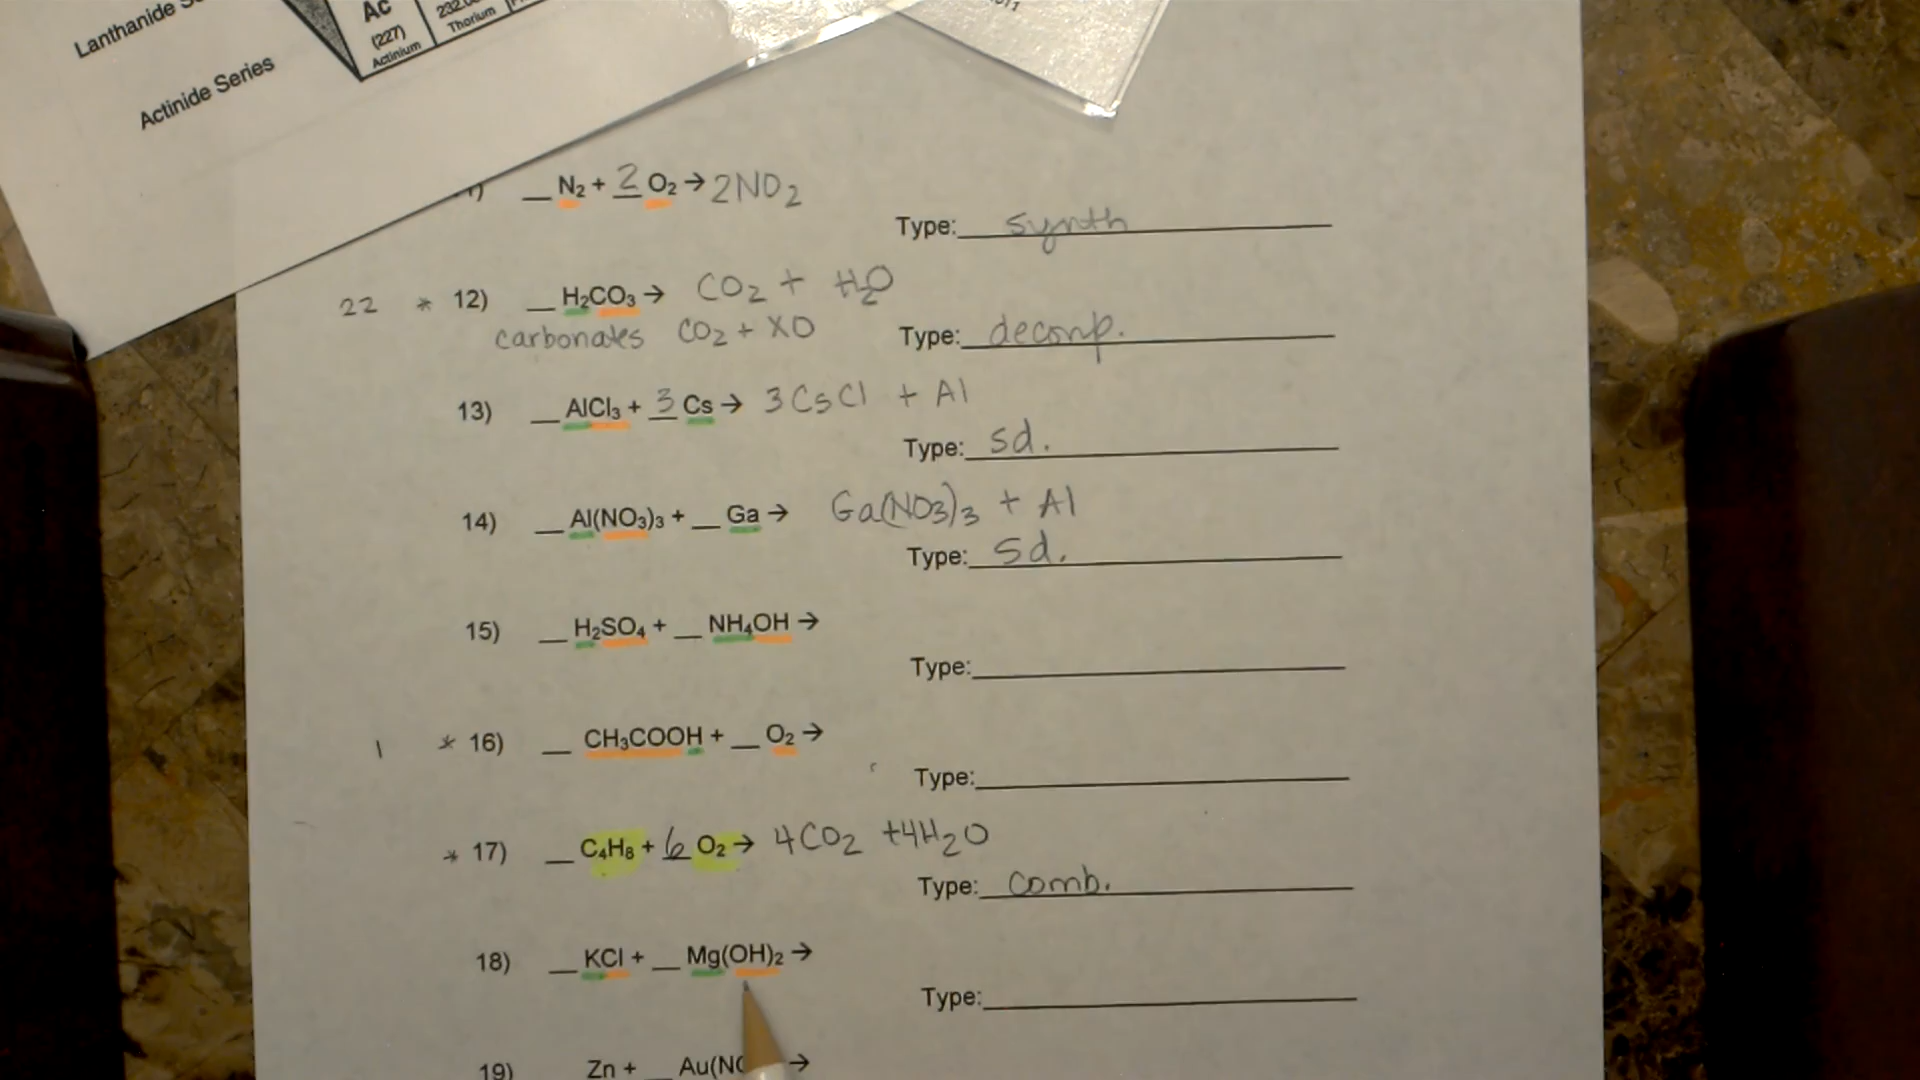 Lanthanide S
Actinide Series
Ac
(227)
Actinium
232.0
Thorium
__ N₂ + 2 O₂ → 2NO₂
Type: synth
22 * 12) __ H₂CO₃ → CO₂ + H₂O
carbonates CO₂ + XO
Type: decomp.
13) __ AlCl₃ + 3 Cs → 3CsCl + Al
Type: sd.
14) __ Al(NO₃)₃ + __ Ga → Ga(NO₃)₃ + Al
Type: sd.
15) __ H₂SO₄ + __ NH₄OH →
Type:
1 * 16) __ CH₃COOH + __ O₂ →
Type:
* 17) __ C₄H₈ + 6 O₂ → 4CO₂ + 4H₂O
Type: comb.
18) __ KCl + __ Mg(OH)₂ →
Type:
19) Zn + __ Au(NO →